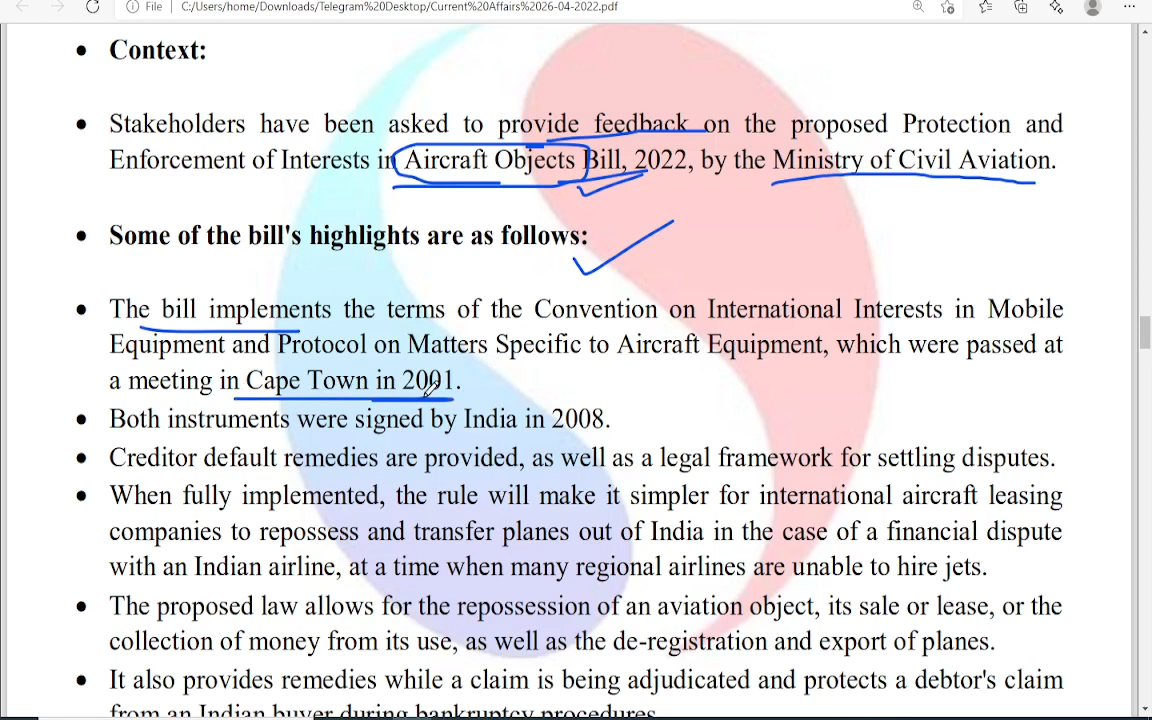 File
C:/Users/home/Downloads/Telegram%20Desktop/Current%20Affairs%2026-04-2022.pdf
• Context:
• Stakeholders have been asked to provide feedback on the proposed Protection and
Enforcement of Interests in Aircraft Objects Bill, 2022, by the Ministry of Civil Aviation.
• Some of the bill's highlights are as follows:
• The bill implements the terms of the Convention on International Interests in Mobile
Equipment and Protocol on Matters Specific to Aircraft Equipment, which were passed at
a meeting in Cape Town in 2001.
• Both instruments were signed by India in 2008.
• Creditor default remedies are provided, as well as a legal framework for settling disputes.
• When fully implemented, the rule will make it simpler for international aircraft leasing
companies to repossess and transfer planes out of India in the case of a financial dispute
with an Indian airline, at a time when many regional airlines are unable to hire jets.
• The proposed law allows for the repossession of an aviation object, its sale or lease, or the
collection of money from its use, as well as the de-registration and export of planes.
• It also provides remedies while a claim is being adjudicated and protects a debtor's claim
from an Indian buyer during bankruptcy procedures.